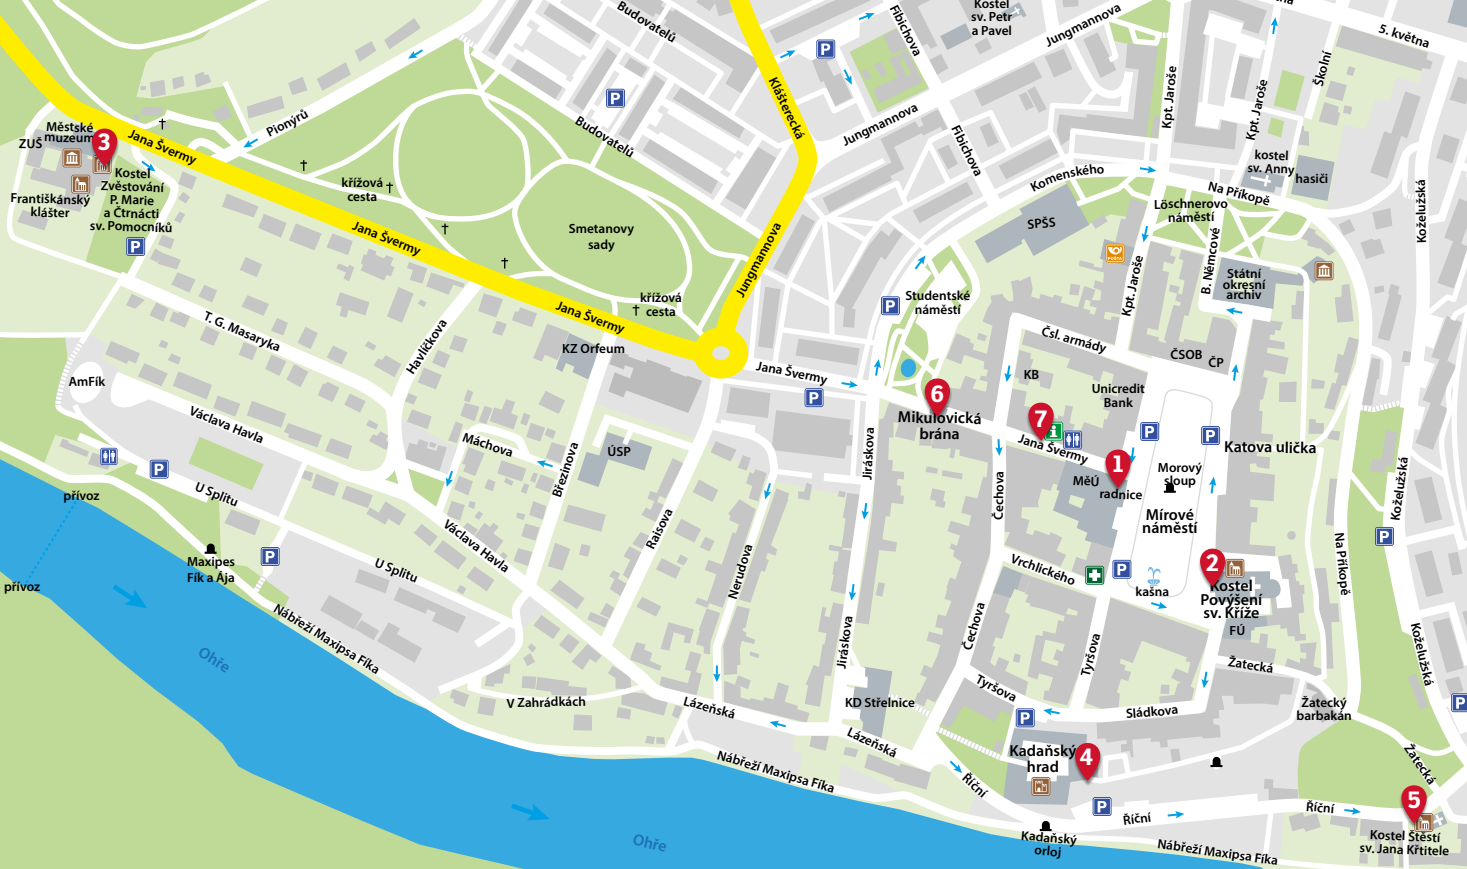 Budovatelů
Klášterecká
Fibichova
Kostel
sv. Petr
a Pavel
Jungmannova
5. května
Školní
Kpt. Jaroše
Kpt. Jaroše
P
P
Pionýrů
Budovatelů
Jungmannova
Fibichova
Městské
muzeum
ZUŠ
3
Jana Švermy
Kostel
Zvěstování
P. Marie
a Čtrnácti
sv. Pomocníků
Františkánský
klášter
P
křížová
cesta
Smetanovy
sady
Jana Švermy
Jungmannova
křížová
cesta
Jana Švermy
Komenského
kostel
sv. Anny
hasiči
Na Příkopě
Löschnerovo
náměstí
SPŠS
POŠTA
Kpt. Jaroše
B. Němcové
Státní
okresní
archiv
Koželužská
Studentské
náměstí
P
T. G. Masaryka
Havlíčkova
KZ Orfeum
Jana Švermy
P
Čsl. armády
ČSOB
ČP
KB
Unicredit
Bank
AmFík
Václava Havla
6
Mikulovická
brána
7
i
Jana Švermy
P
P
Katova ulička
1
MěÚ
radnice
Morový
sloup
Mírové
náměstí
Máchova
ÚSP
Březinova
Jiráskova
Čechova
Koželužská
P
U Splitu
přívoz
Václava Havla
Raisova
Nerudova
P
Maxipes
Fík a Ája
P
U Splitu
přívoz
Vrchlického
P
kašna
2
Kostel
Povýšení
sv. Kříže
FÚ
Na Příkopě
Nábřeží Maxipsa Fíka
Ohře
Jiráskova
Čechova
Tyršova
Žatecká
Koželužská
V Zahrádkách
Lázeňská
KD Střelnice
Tyršova
P
Sládkova
Žatecký
barbakán
P
Lázeňská
Kadaňský
hrad
4
Žatecká
Nábřeží Maxipsa Fíka
Říční
P
Říční
Říční
5
Kostel Štěstí
sv. Jana Křtitele
Kadaňský
orloj
Ohře
Nábřeží Maxipsa Fíka